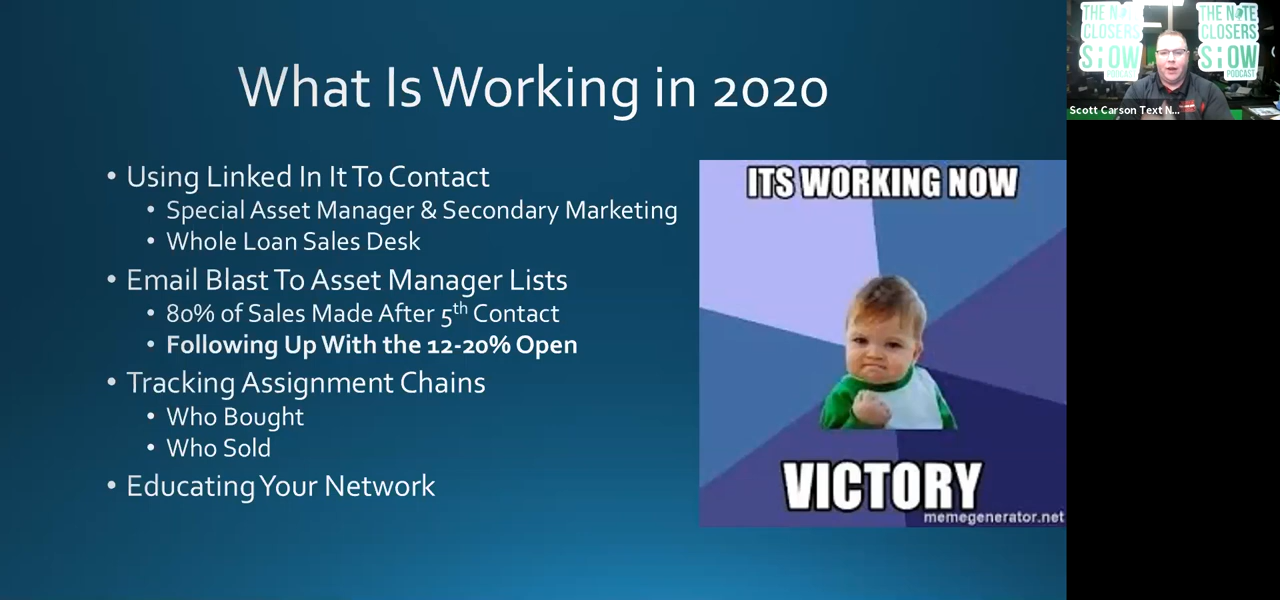 What Is Working in 2020
• Using Linked In It To Contact
• Special Asset Manager & Secondary Marketing
• Whole Loan Sales Desk
• Email Blast To Asset Manager Lists
• 80% of Sales Made After 5th Contact
• Following Up With the 12-20% Open
• Tracking Assignment Chains
• Who Bought
• Who Sold
• Educating Your Network
ITS WORKING NOW
VICTORY
memegenerator.net
THE NOTE
CLOSERS
SHOW
PODCAST
THE NOTE
CLOSERS
SHOW
PODCAST
Scott Carson Text N...